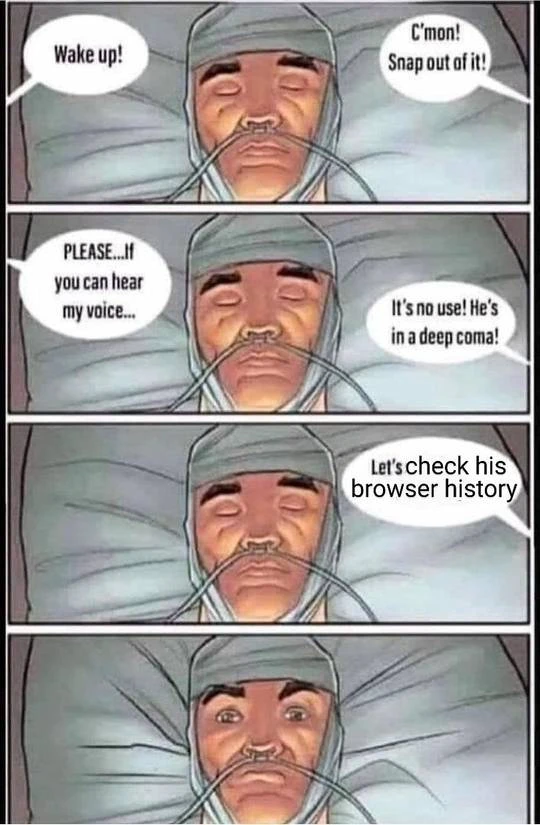 Wake up!
C'mon!
Snap out of it!
PLEASE...If
you can hear
my voice...
It's no use! He's
in a deep coma!
Let's check his
browser history